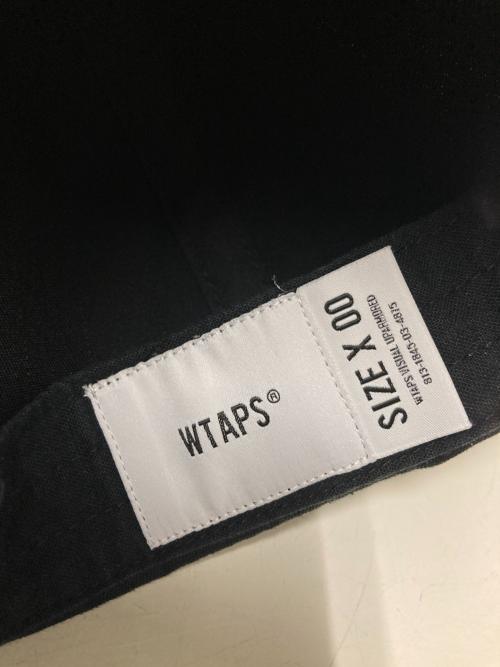 WTAPS®
SIZE X 00
WTAPS VISUAL UPARMORED
813-1845-03-4815